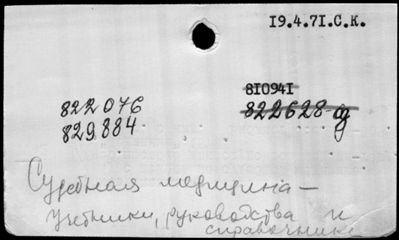 19.4.71.С.К.
810941
822076
822628-д
829884
д
Судебная медицина —
учебники, руководства и
справочники